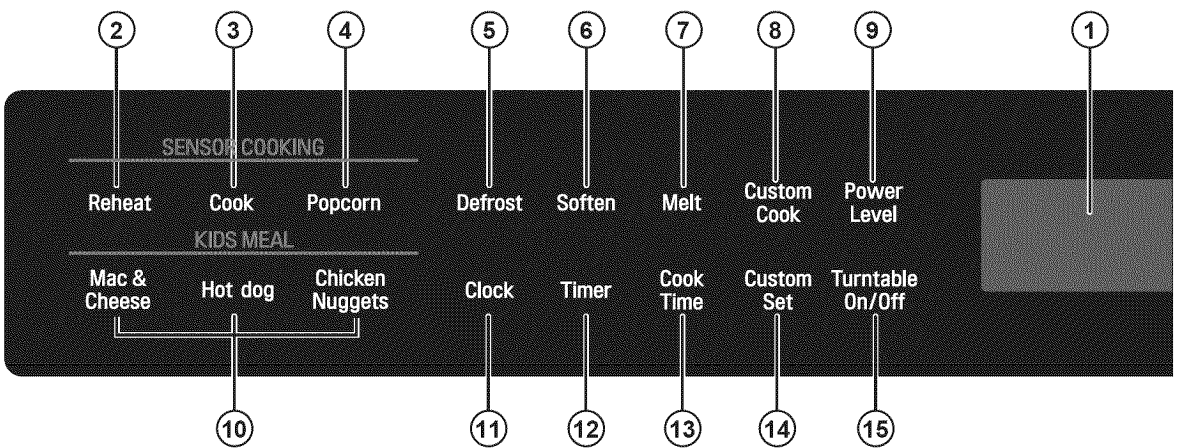 2 3 4 5 6 7 8 9 1
SENSOR COOKING
Reheat Cook Popcorn Defrost Soften Melt Custom Cook Power Level
KIDS MEAL
Mac & Cheese Hot dog Chicken Nuggets Clock Timer Cook Time Custom Set Turntable On/Off
10 11 12 13 14 15